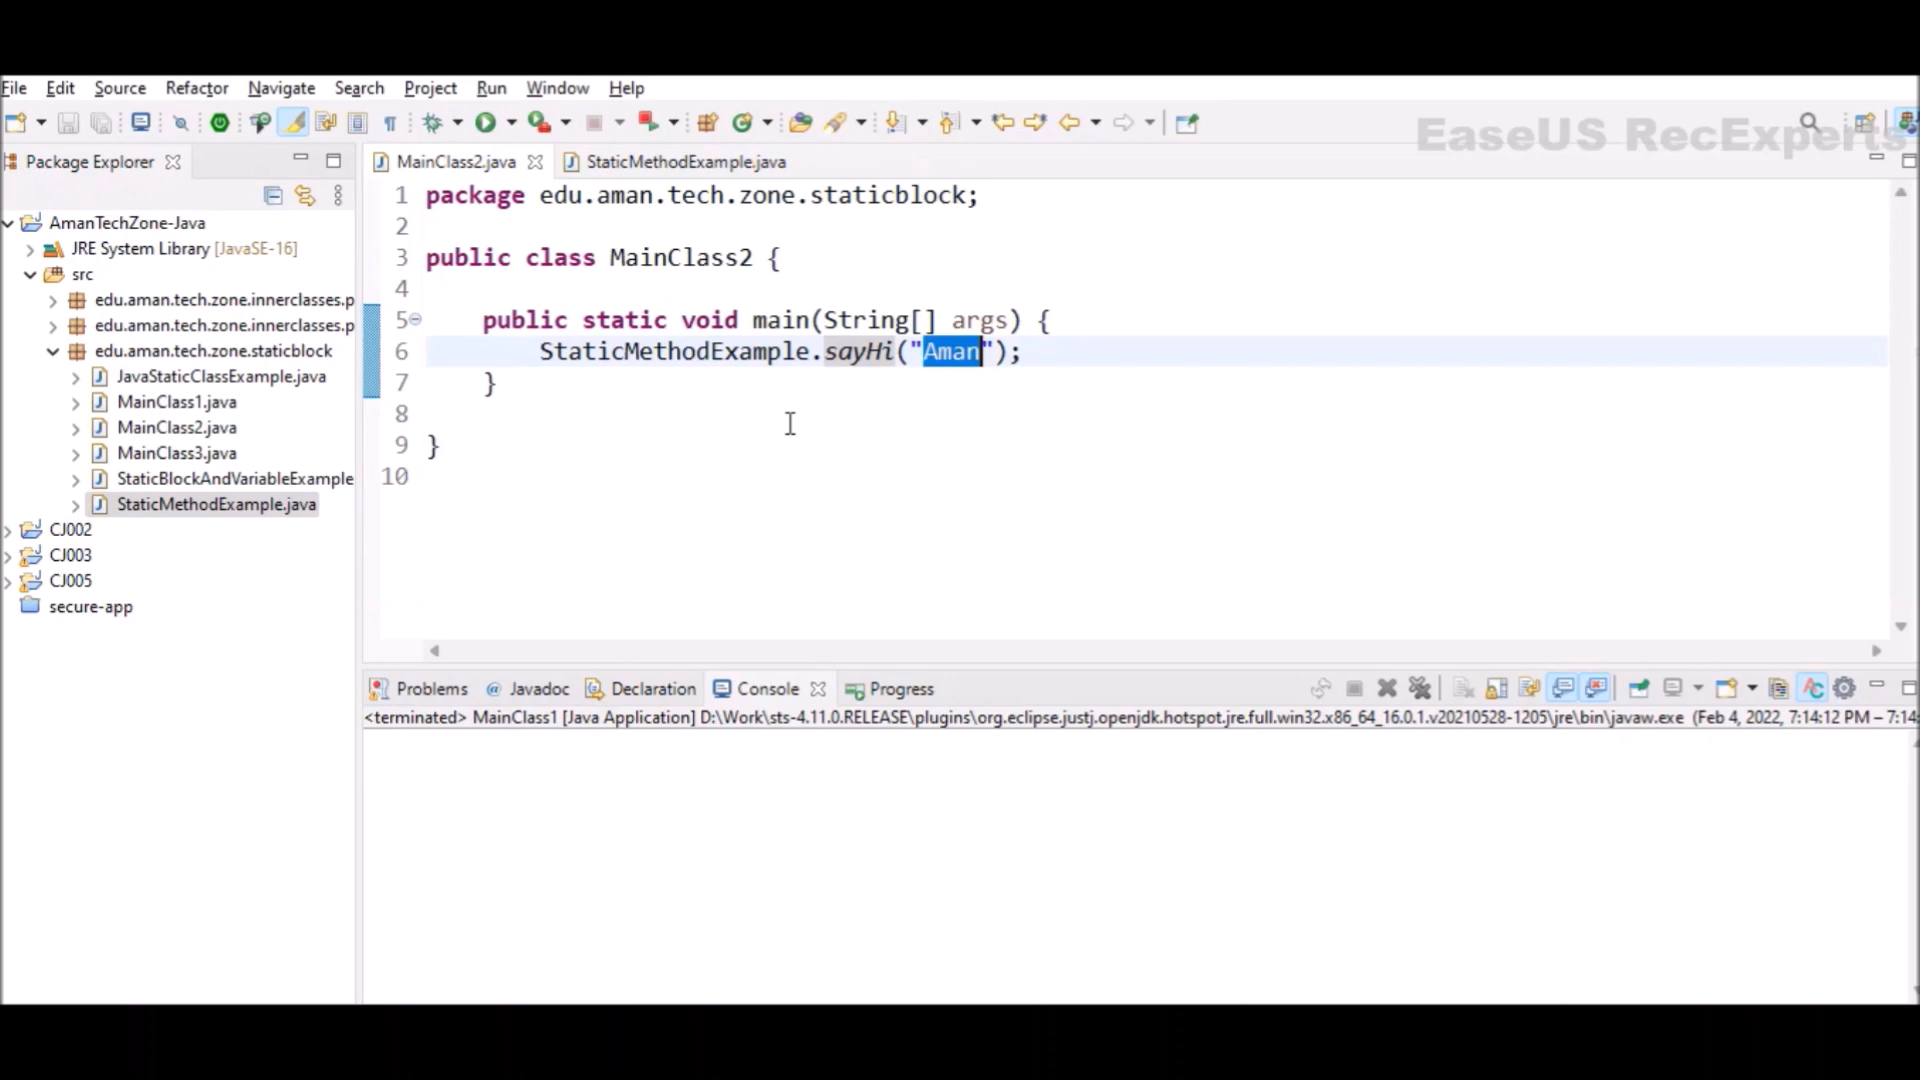 EaseUS RecExperts
File Edit Source Refactor Navigate Search Project Run Window Help
Package Explorer
AmanTechZone-Java
JRE System Library [JavaSE-16]
src
edu.aman.tech.zone.innerclasses.p
edu.aman.tech.zone.innerclasses.p
edu.aman.tech.zone.staticblock
JavaStaticClassExample.java
MainClass1.java
MainClass2.java
MainClass3.java
StaticBlockAndVariableExample
StaticMethodExample.java
CJ002
CJ003
CJ005
secure-app
MainClass2.java StaticMethodExample.java
1 package edu.aman.tech.zone.staticblock;
2
3 public class MainClass2 {
4
5 public static void main(String[] args) {
6 StaticMethodExample.sayHi("Aman");
7 }
8
9 }
10
Problems @ Javadoc Declaration Console Progress
<terminated> MainClass1 [Java Application] D:\Work\sts-4.11.0.RELEASE\plugins\org.eclipse.justj.openjdk.hotspot.jre.full.win32.x86_64_16.0.1.v20210528-1205\jre\bin\javaw.exe (Feb 4, 2022, 7:14:12 PM – 7:14: